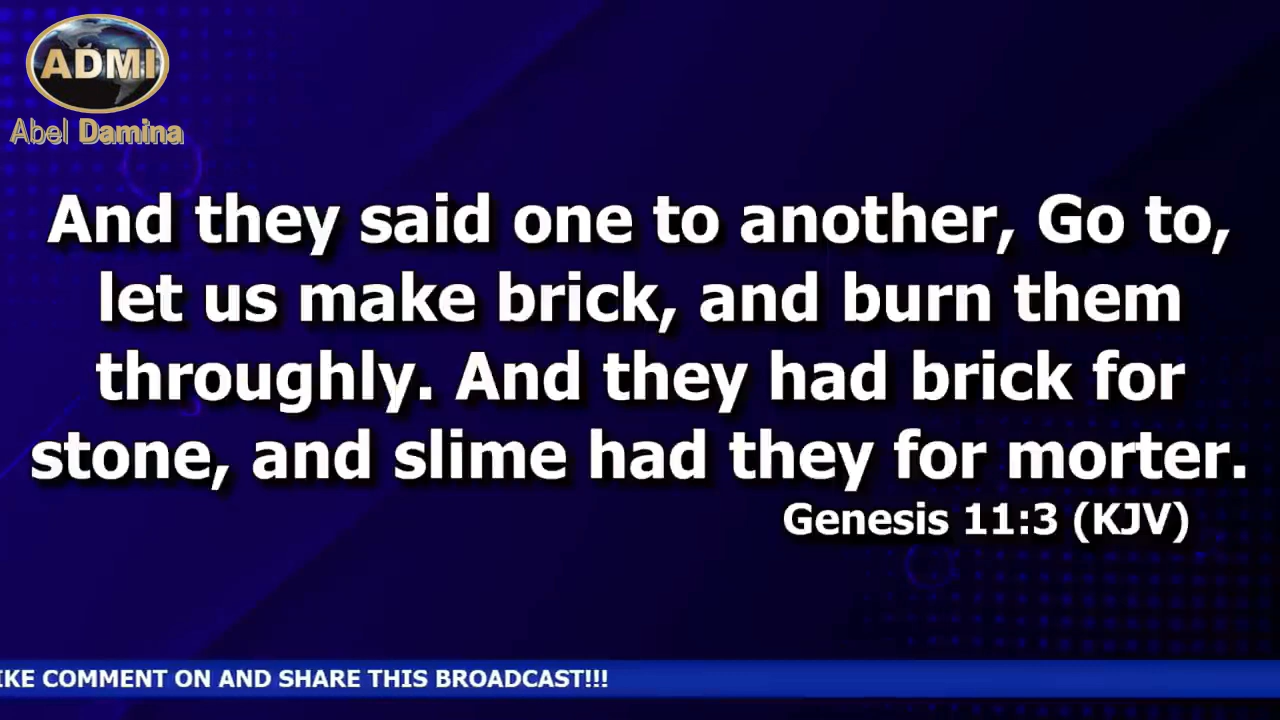 ADMI
Abel Damina
And they said one to another, Go to,
let us make brick, and burn them
throughly. And they had brick for
stone, and slime had they for morter.
Genesis 11:3 (KJV)
IKE COMMENT ON AND SHARE THIS BROADCAST!!!